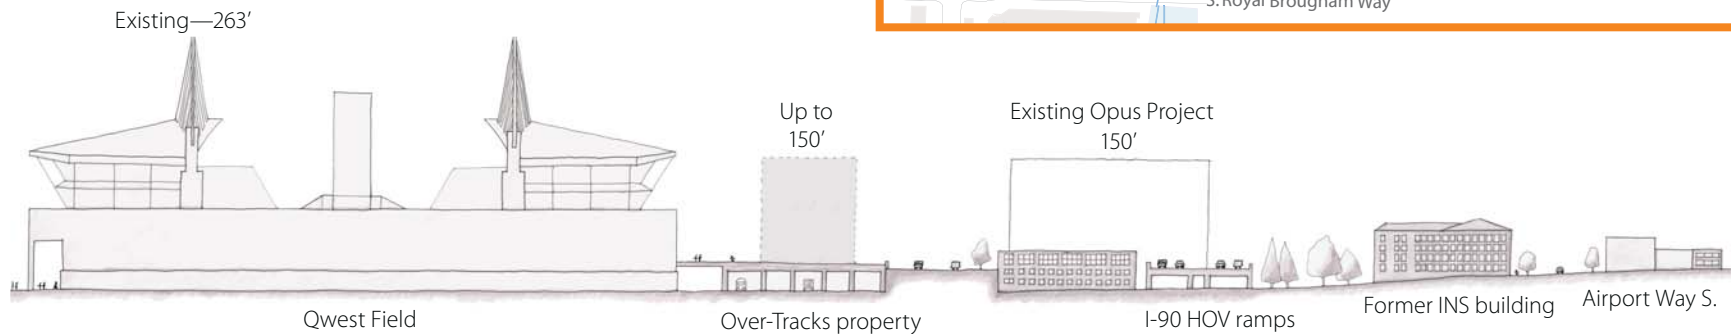 S. Royal Brougham Way
Existing—263’
Up to
150’
Existing Opus Project
150’
Qwest Field
Over-Tracks property
I-90 HOV ramps
Former INS building
Airport Way S.